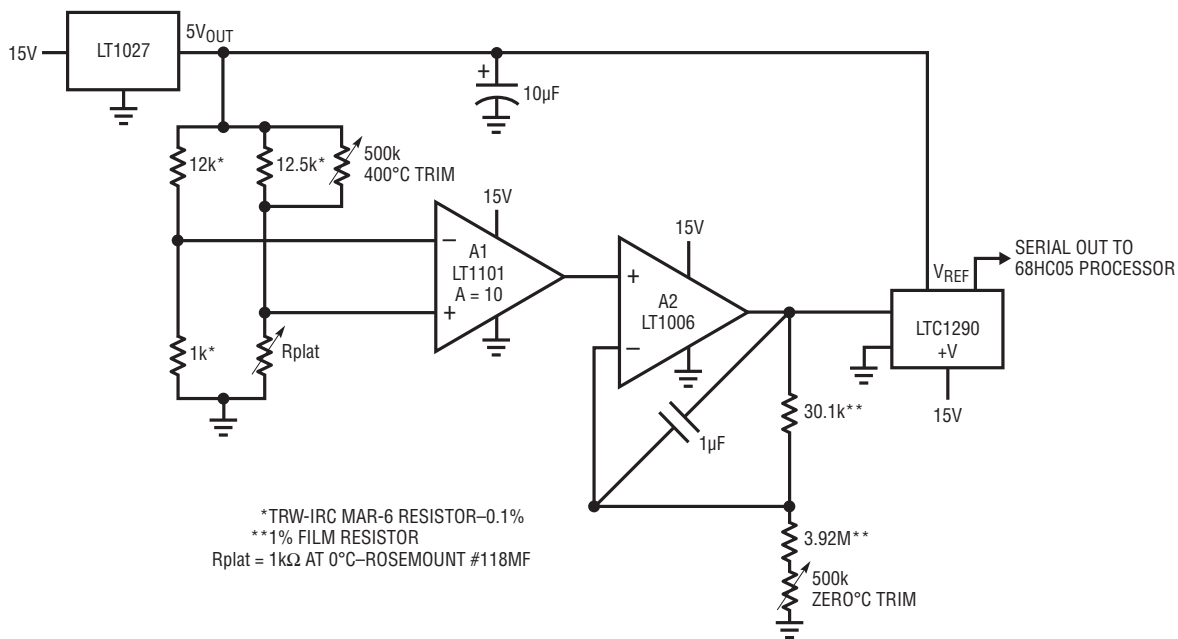 15V
LT1027
5VOUT
+
10µF
12k*
12.5k*
500k
400°C TRIM
15V
−
A1
LT1101
A = 10
+
1k*
Rplat
15V
+
A2
LT1006
−
VREF
SERIAL OUT TO
68HC05 PROCESSOR
LTC1290
+V
15V
30.1k**
1µF
3.92M**
500k
ZERO°C TRIM
*TRW-IRC MAR-6 RESISTOR–0.1%
**1% FILM RESISTOR
Rplat = 1kΩ AT 0°C–ROSEMOUNT #118MF